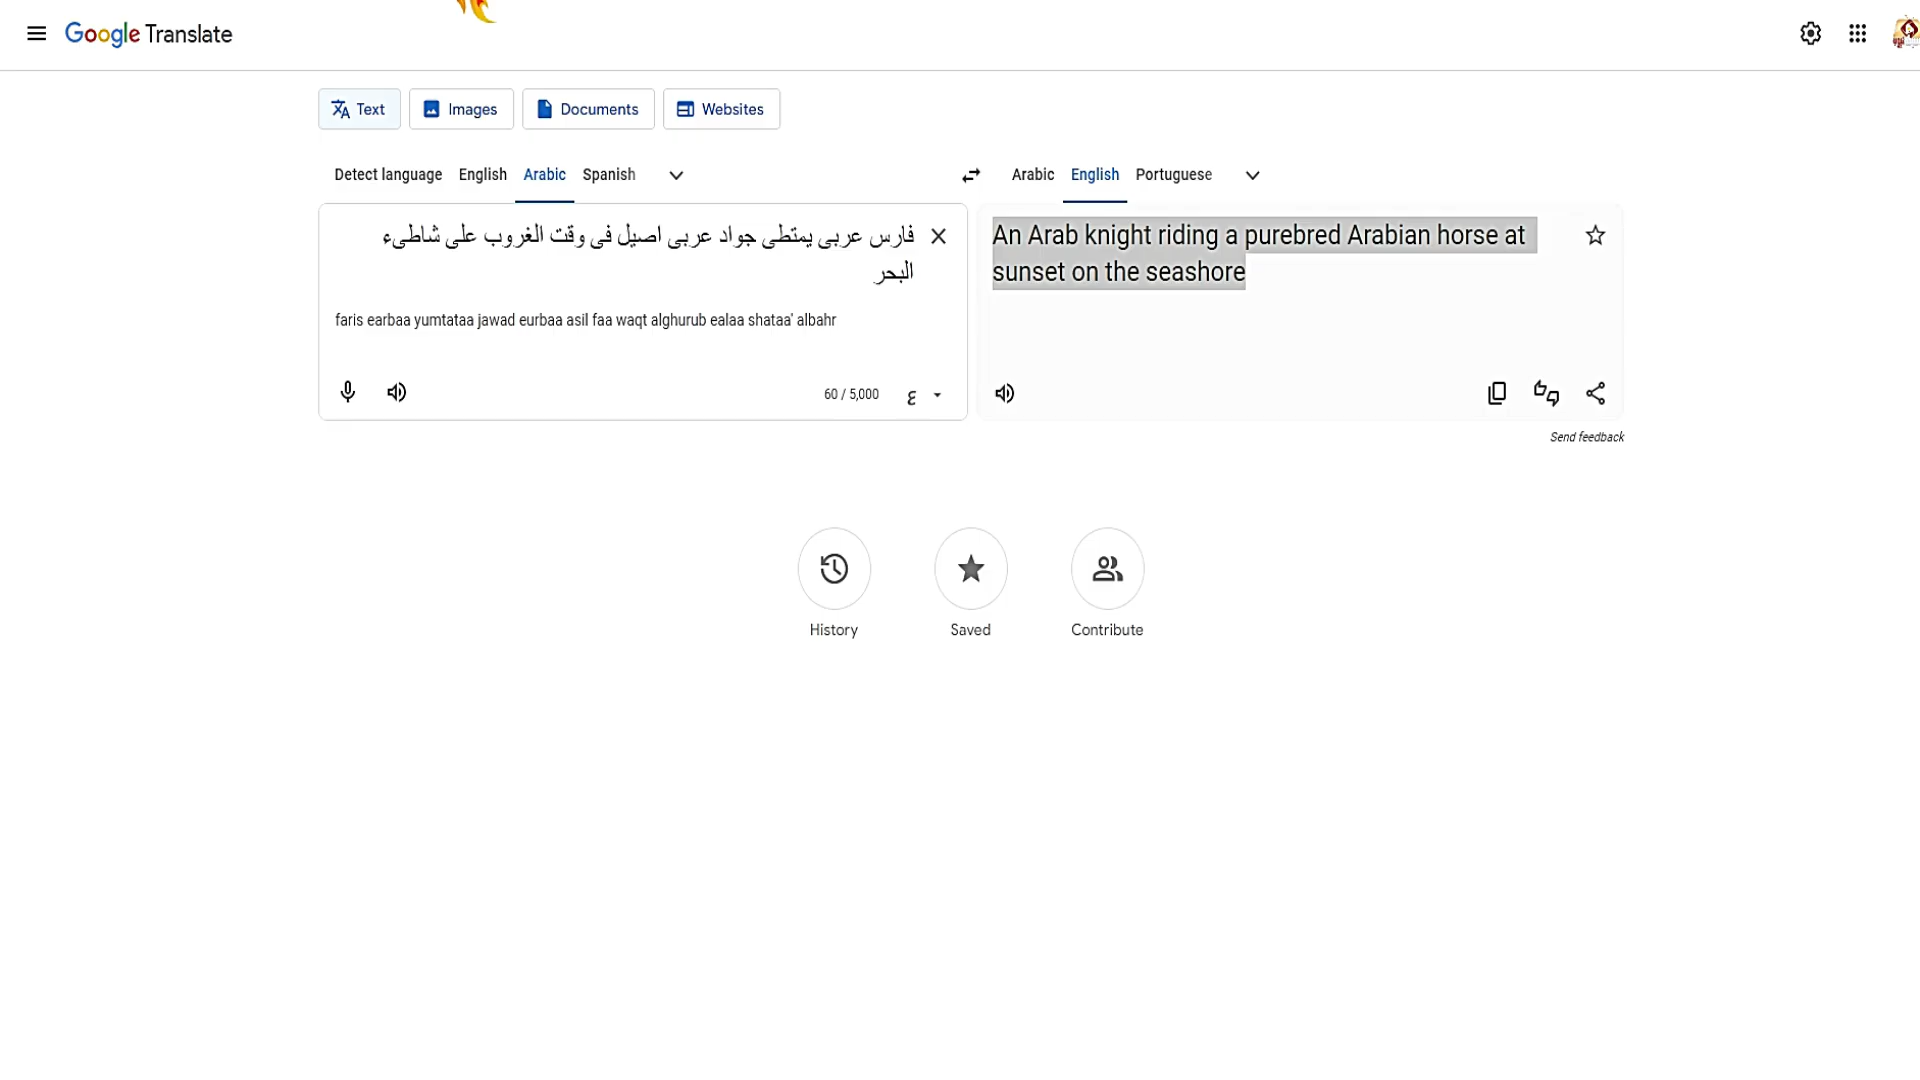 Google Translate
Text
Images
Documents
Websites
Detect language
English
Arabic
Spanish
Arabic
English
Portuguese
فارس عربى يمتطى جواد عربى اصيل فى وقت الغروب على شاطىء
البحر
faris earbaa yumtataa jawad eurbaa asil faa waqt alghurub ealaa shataa' albahr
60 / 5,000
ع
An Arab knight riding a purebred Arabian horse at
sunset on the seashore
Send feedback
History
Saved
Contribute